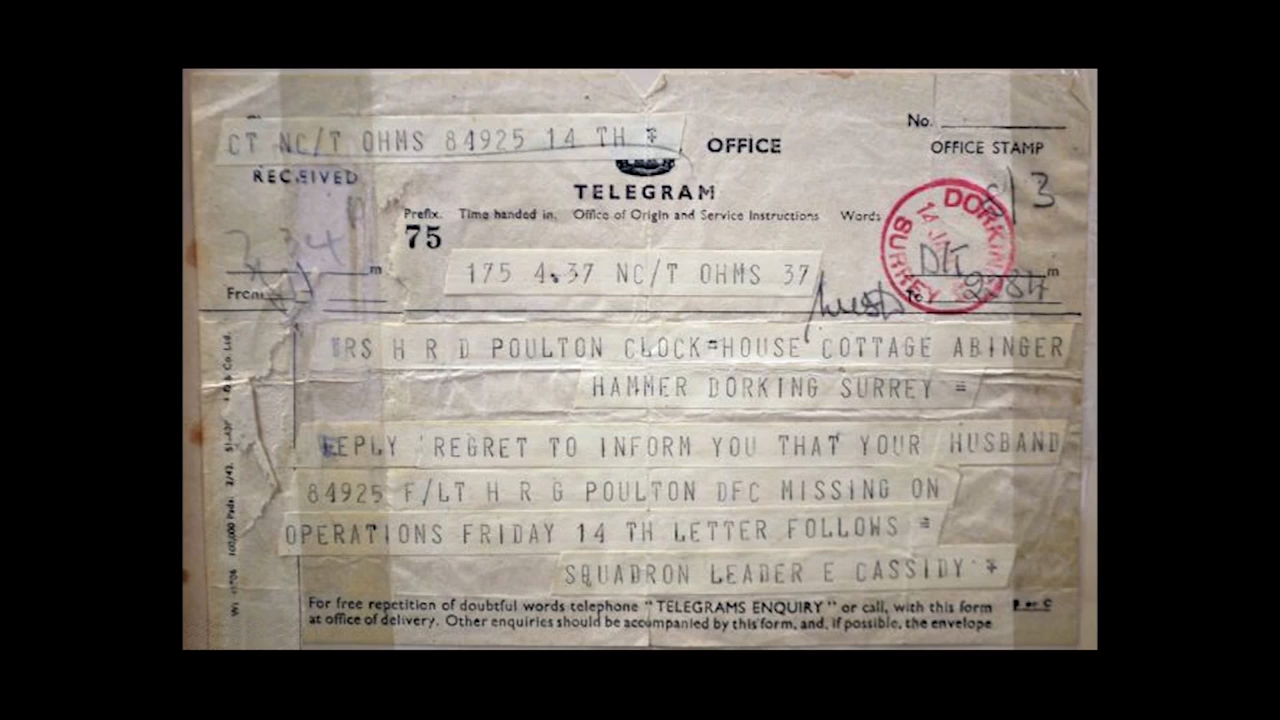 CT NC/T OHMS 84925 14 TH
OFFICE
No.
OFFICE STAMP
RECEIVED
TELEGRAM
Prefix. Time handed in. Office of Origin and Service Instructions Words
75
DORKING SURREY
14 JA
m
175 4.37 NC/T OHMS 37
m
From
To
RS H R D POULTON CLOCK=HOUSE COTTAGE ABINGER
HAMMER DORKING SURREY =
REPLY REGRET TO INFORM YOU THAT YOUR HUSBAND
84925 F/LT H R G POULTON DFC MISSING ON
OPERATIONS FRIDAY 14 TH LETTER FOLLOWS =
SQUADRON LEADER E CASSIDY
For free repetition of doubtful words telephone "TELEGRAMS ENQUIRY" or call, with this form
at office of delivery. Other enquiries should be accompanied by this form, and, if possible, the envelope
B or C